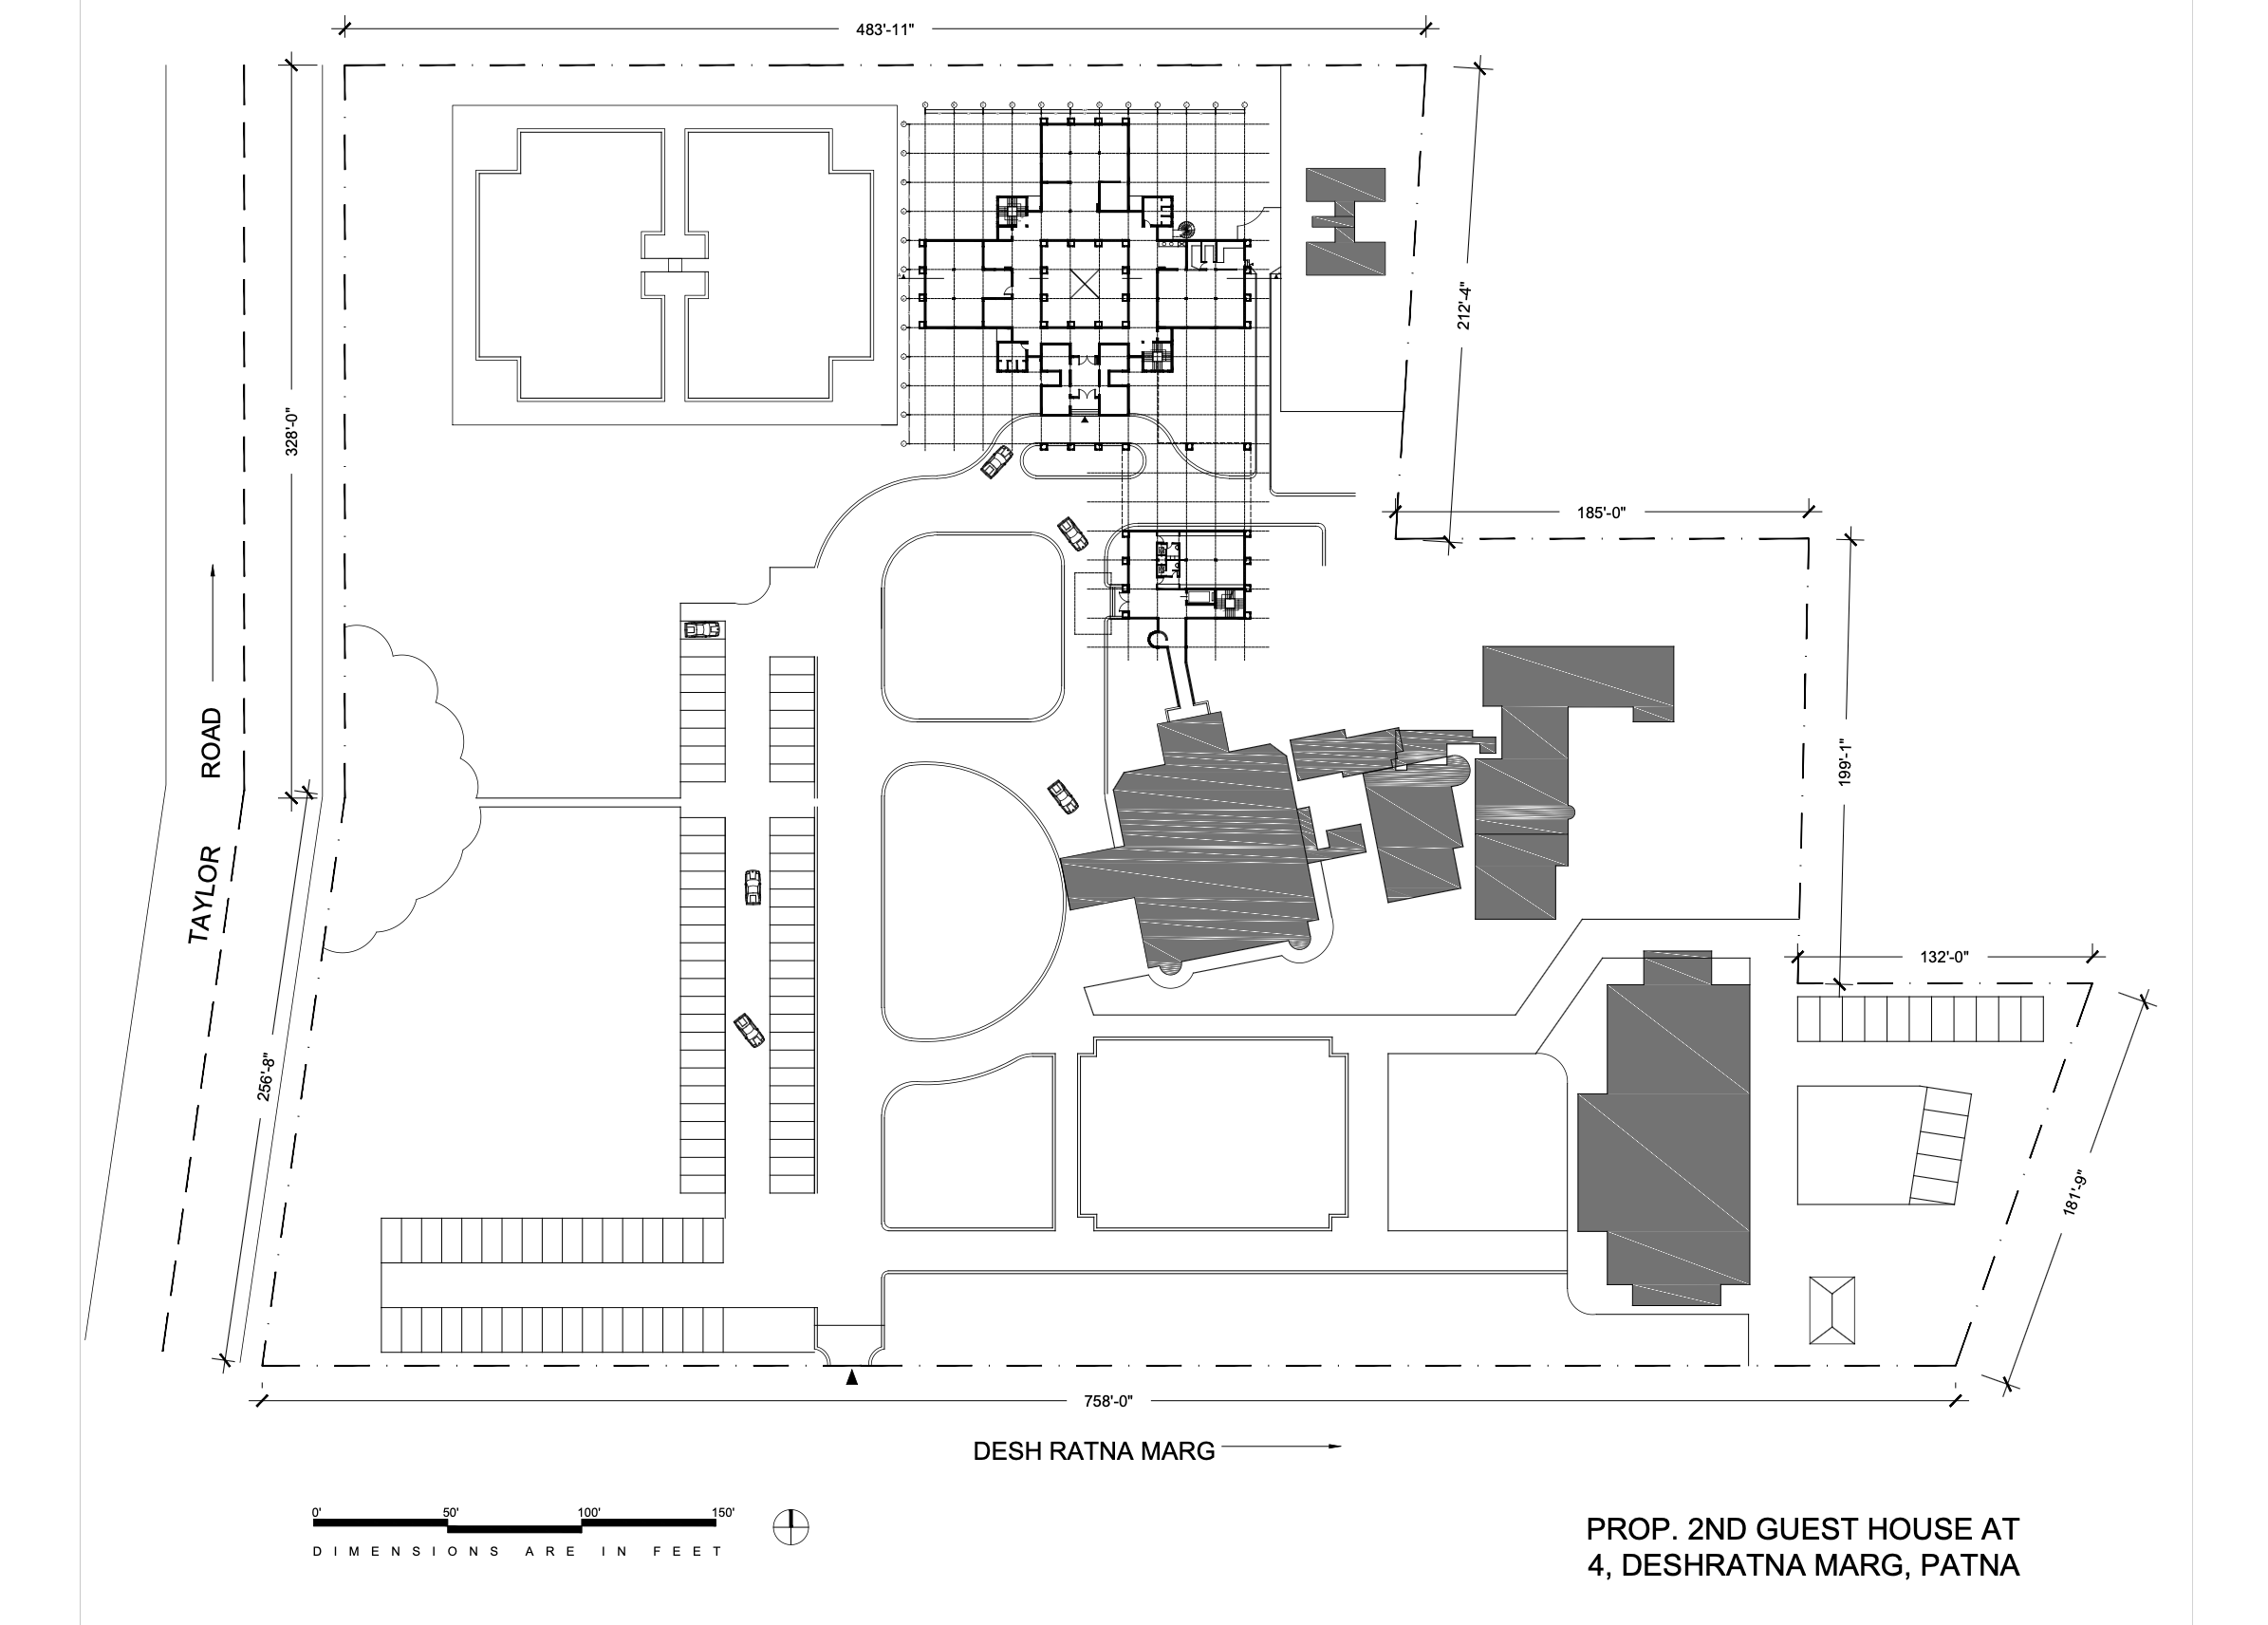 483'-11"
328'-0"
212'-4"
185'-0"
TAYLOR ROAD
199'-1"
132'-0"
256'-8"
181'-9"
758'-0"
DESH RATNA MARG
0' 50' 100' 150'
DIMENSIONS ARE IN FEET
PROP. 2ND GUEST HOUSE AT
4, DESHRATNA MARG, PATNA